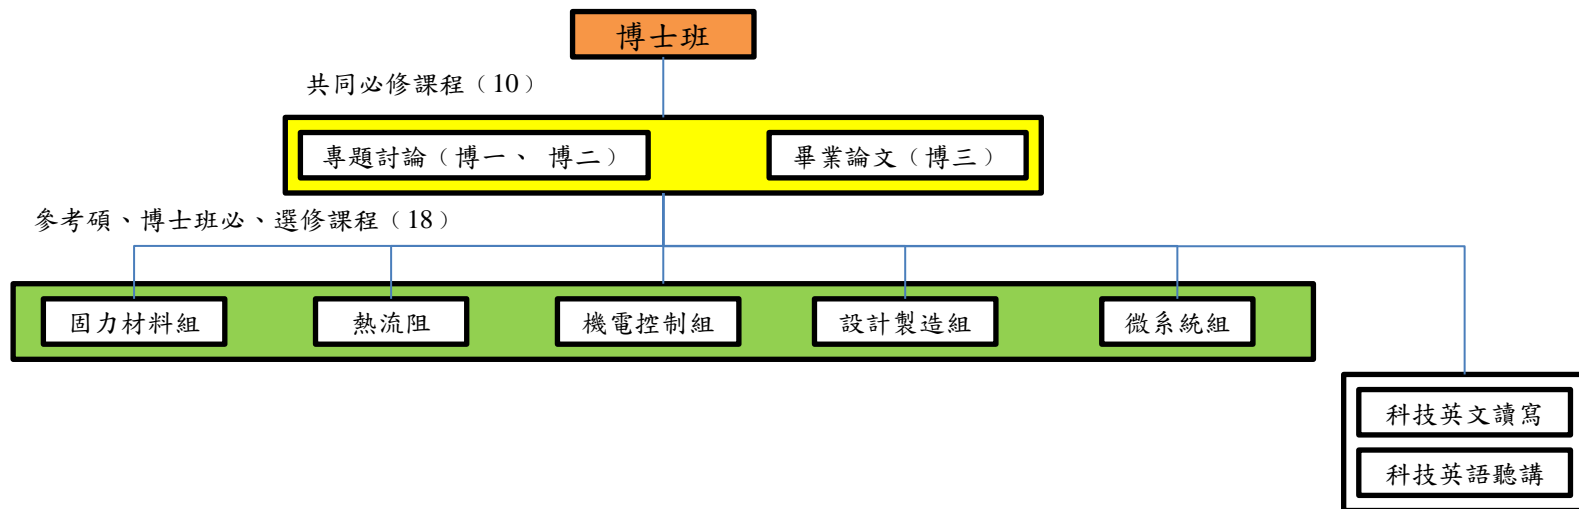 博士班
共同必修課程（10）
專題討論（博一、 博二）
畢業論文（博三）
參考碩、博士班必、選修課程（18）
固力材料組
熱流阻
機電控制組
設計製造組
微系統組
科技英文讀寫
科技英語聽講